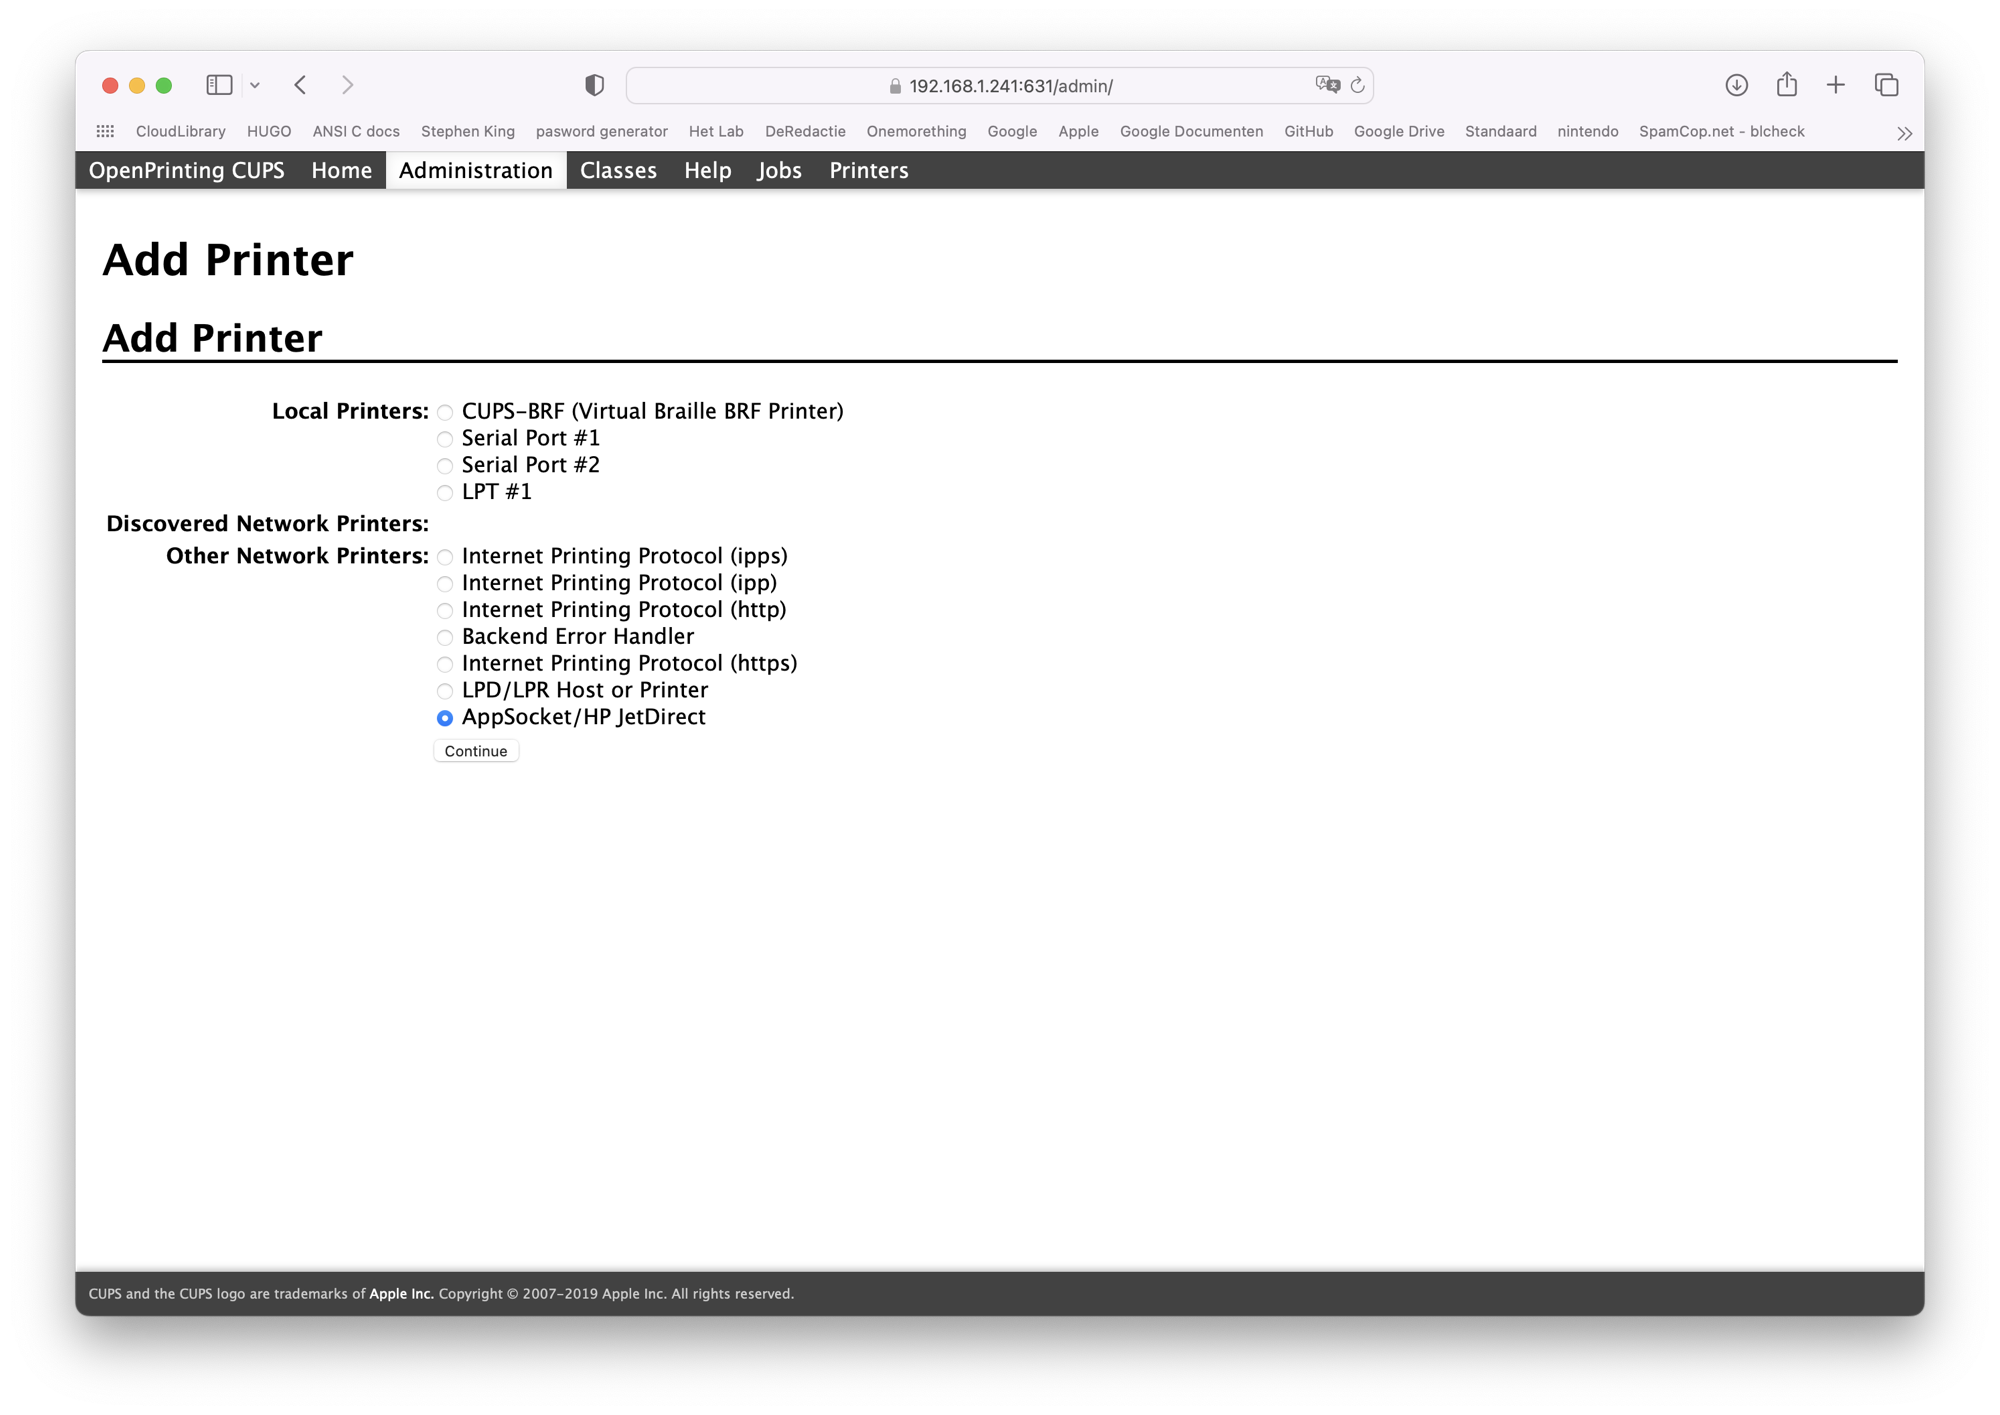 192.168.1.241:631/admin/
CloudLibrary HUGO ANSI C docs Stephen King pasword generator Het Lab DeRedactie Onemorething Google Apple Google Documenten GitHub Google Drive Standaard nintendo SpamCop.net - blcheck
OpenPrinting CUPS Home Administration Classes Help Jobs Printers
Add Printer
Add Printer
Local Printers: CUPS-BRF (Virtual Braille BRF Printer)
Serial Port #1
Serial Port #2
LPT #1
Discovered Network Printers:
Other Network Printers: Internet Printing Protocol (ipps)
Internet Printing Protocol (ipp)
Internet Printing Protocol (http)
Backend Error Handler
Internet Printing Protocol (https)
LPD/LPR Host or Printer
AppSocket/HP JetDirect
Continue
CUPS and the CUPS logo are trademarks of Apple Inc. Copyright © 2007-2019 Apple Inc. All rights reserved.